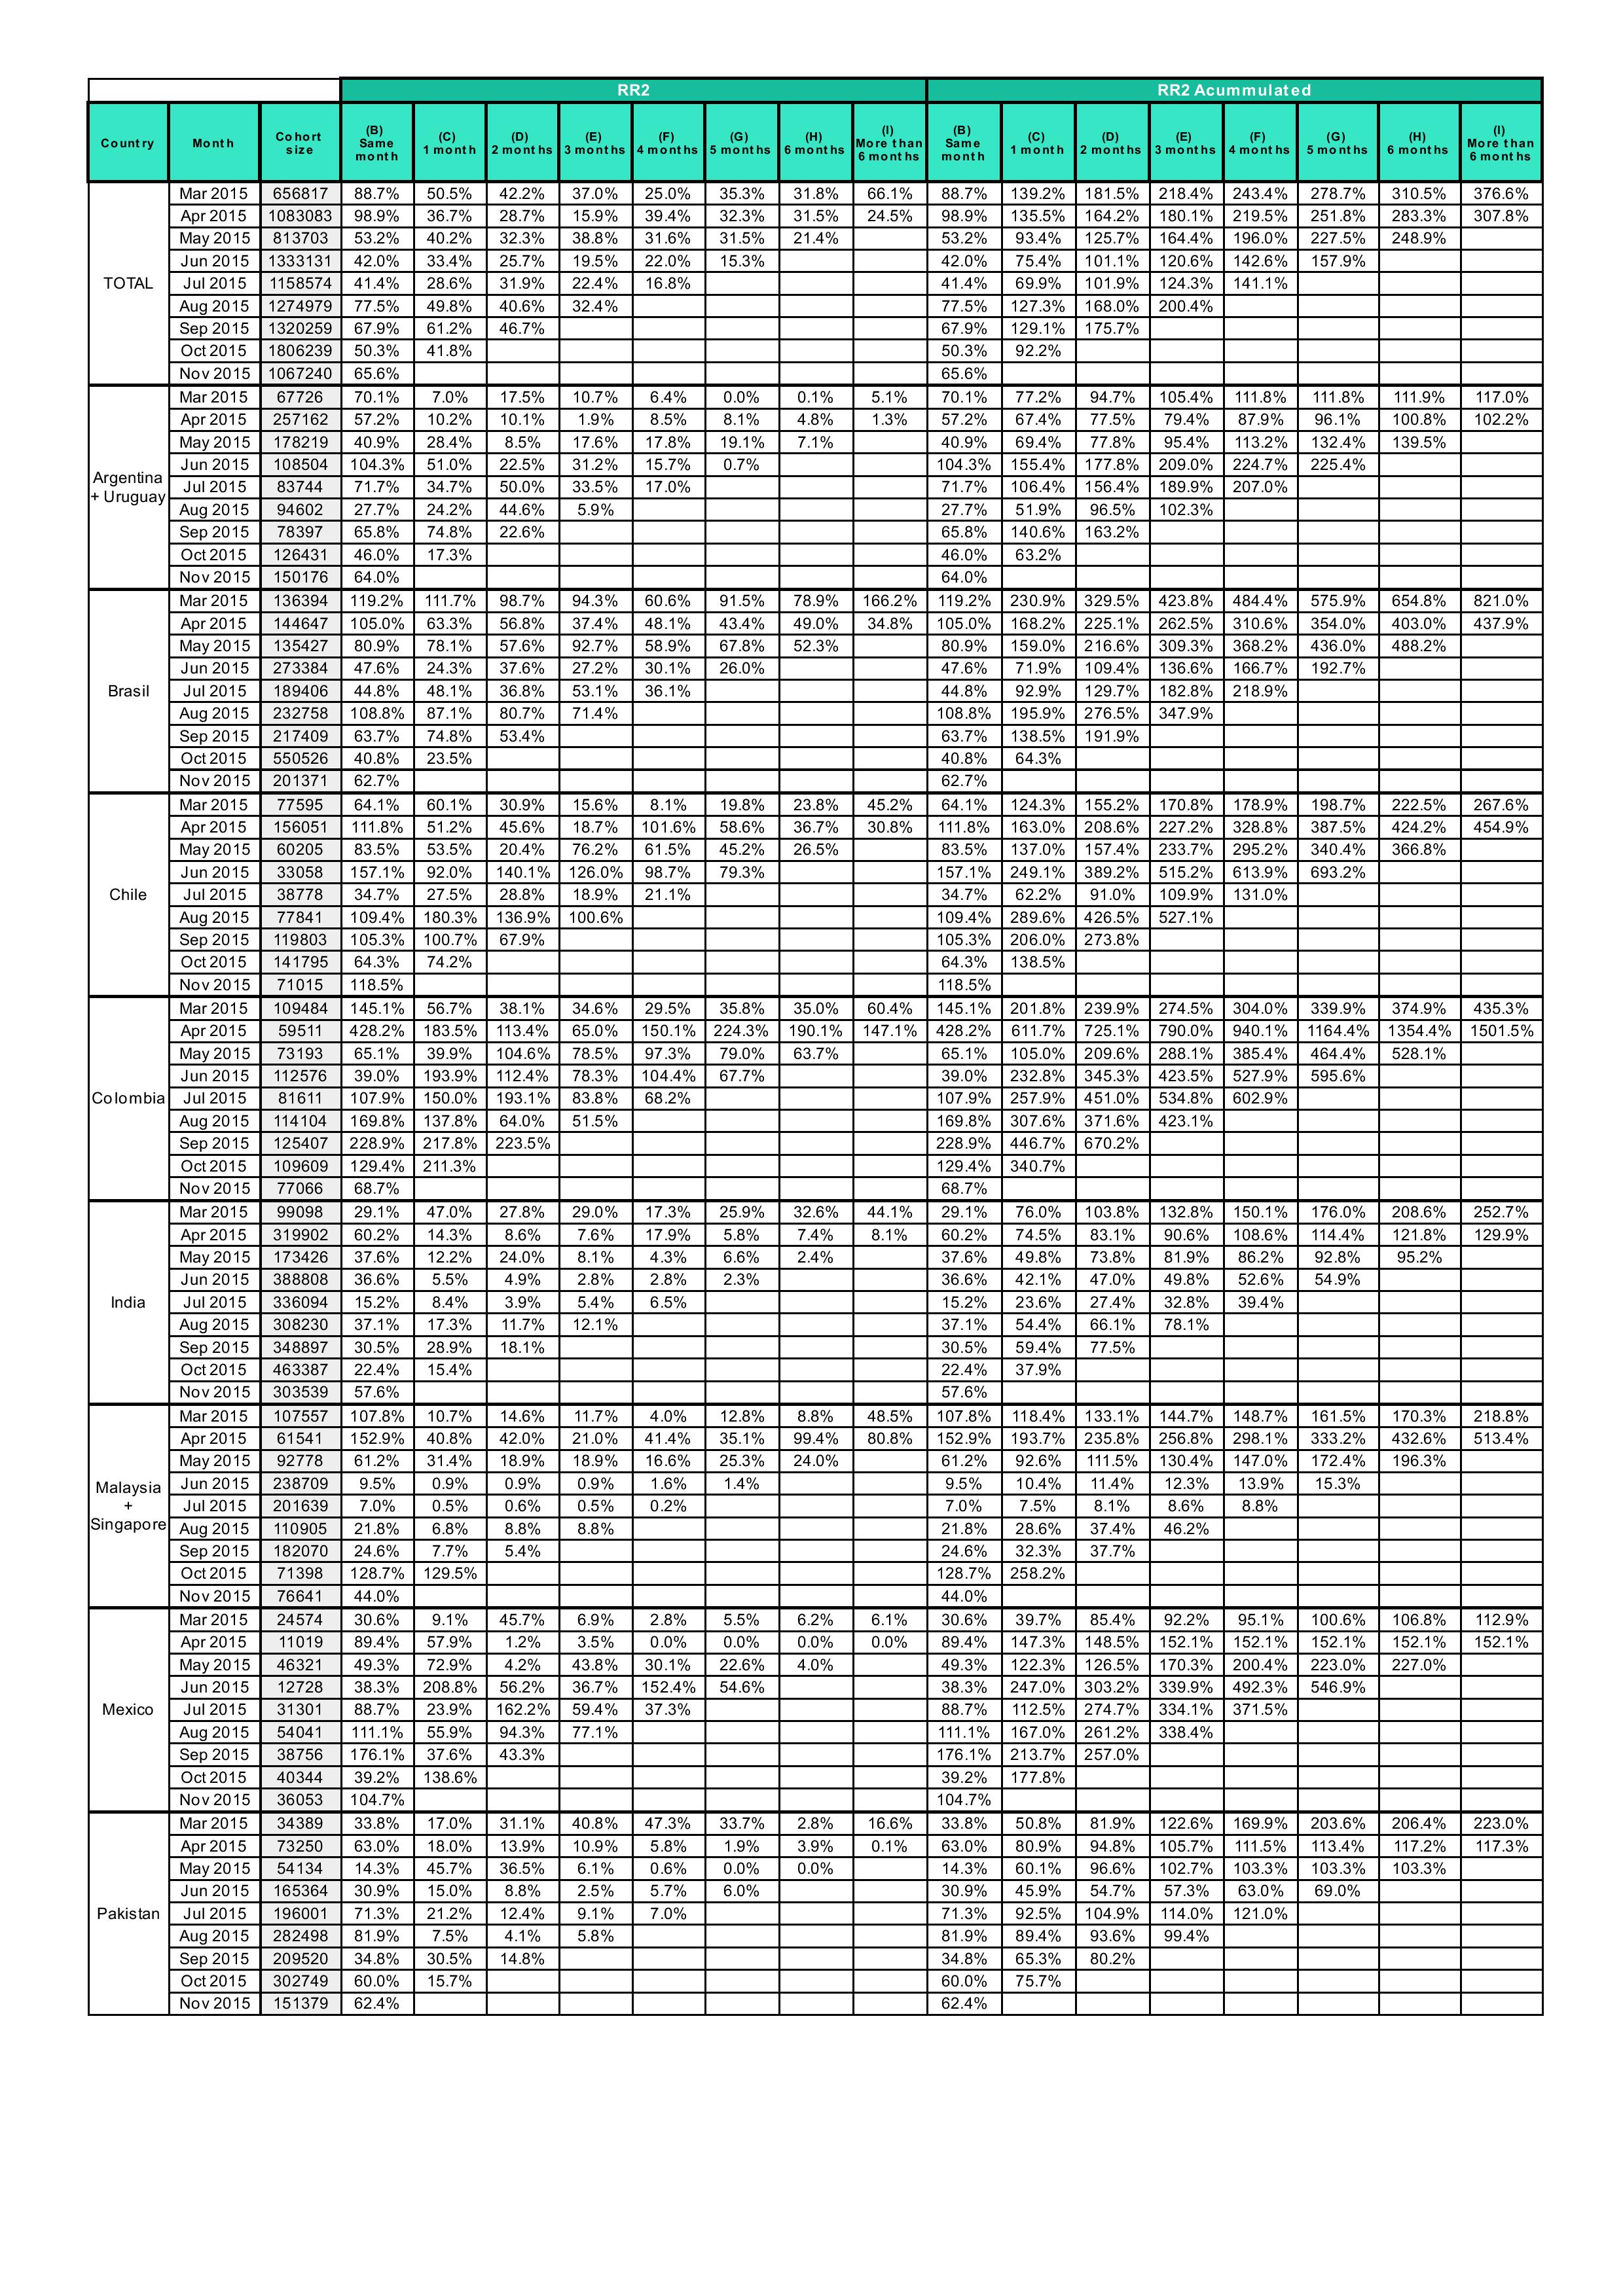 RR2 RR2 Acummulated
Country Month Cohort size (B) Same month (C) 1 month (D) 2 months (E) 3 months (F) 4 months (G) 5 months (H) 6 months (I) More than 6 months (B) Same month (C) 1 month (D) 2 months (E) 3 months (F) 4 months (G) 5 months (H) 6 months (I) More than 6 months
TOTAL
Mar 2015 656817 88.7% 50.5% 42.2% 37.0% 25.0% 35.3% 31.8% 66.1% 88.7% 139.2% 181.5% 218.4% 243.4% 278.7% 310.5% 376.6%
Apr 2015 1083083 98.9% 36.7% 28.7% 15.9% 39.4% 32.3% 31.5% 24.5% 98.9% 135.5% 164.2% 180.1% 219.5% 251.8% 283.3% 307.8%
May 2015 813703 53.2% 40.2% 32.3% 38.8% 31.6% 31.5% 21.4% 53.2% 93.4% 125.7% 164.4% 196.0% 227.5% 248.9%
Jun 2015 1333131 42.0% 33.4% 25.7% 19.5% 22.0% 15.3% 42.0% 75.4% 101.1% 120.6% 142.6% 157.9%
Jul 2015 1158574 41.4% 28.6% 31.9% 22.4% 16.8% 41.4% 69.9% 101.9% 124.3% 141.1%
Aug 2015 1274979 77.5% 49.8% 40.6% 32.4% 77.5% 127.3% 168.0% 200.4%
Sep 2015 1320259 67.9% 61.2% 46.7% 67.9% 129.1% 175.7%
Oct 2015 1806239 50.3% 41.8% 50.3% 92.2%
Nov 2015 1067240 65.6% 65.6%
Argentina + Uruguay
Mar 2015 67726 70.1% 7.0% 17.5% 10.7% 6.4% 0.0% 0.1% 5.1% 70.1% 77.2% 94.7% 105.4% 111.8% 111.8% 111.9% 117.0%
Apr 2015 257162 57.2% 10.2% 10.1% 1.9% 8.5% 8.1% 4.8% 1.3% 57.2% 67.4% 77.5% 79.4% 87.9% 96.1% 100.8% 102.2%
May 2015 178219 40.9% 28.4% 8.5% 17.6% 17.8% 19.1% 7.1% 40.9% 69.4% 77.8% 95.4% 113.2% 132.4% 139.5%
Jun 2015 108504 104.3% 51.0% 22.5% 31.2% 15.7% 0.7% 104.3% 155.4% 177.8% 209.0% 224.7% 225.4%
Jul 2015 83744 71.7% 34.7% 50.0% 33.5% 17.0% 71.7% 106.4% 156.4% 189.9% 207.0%
Aug 2015 94602 27.7% 24.2% 44.6% 5.9% 27.7% 51.9% 96.5% 102.3%
Sep 2015 78397 65.8% 74.8% 22.6% 65.8% 140.6% 163.2%
Oct 2015 126431 46.0% 17.3% 46.0% 63.2%
Nov 2015 150176 64.0% 64.0%
Brasil
Mar 2015 136394 119.2% 111.7% 98.7% 94.3% 60.6% 91.5% 78.9% 166.2% 119.2% 230.9% 329.5% 423.8% 484.4% 575.9% 654.8% 821.0%
Apr 2015 144647 105.0% 63.3% 56.8% 37.4% 48.1% 43.4% 49.0% 34.8% 105.0% 168.2% 225.1% 262.5% 310.6% 354.0% 403.0% 437.9%
May 2015 135427 80.9% 78.1% 57.6% 92.7% 58.9% 67.8% 52.3% 80.9% 159.0% 216.6% 309.3% 368.2% 436.0% 488.2%
Jun 2015 273384 47.6% 24.3% 37.6% 27.2% 30.1% 26.0% 47.6% 71.9% 109.4% 136.6% 166.7% 192.7%
Jul 2015 189406 44.8% 48.1% 36.8% 53.1% 36.1% 44.8% 92.9% 129.7% 182.8% 218.9%
Aug 2015 232758 108.8% 87.1% 80.7% 71.4% 108.8% 195.9% 276.5% 347.9%
Sep 2015 217409 63.7% 74.8% 53.4% 63.7% 138.5% 191.9%
Oct 2015 550526 40.8% 23.5% 40.8% 64.3%
Nov 2015 201371 62.7% 62.7%
Chile
Mar 2015 77595 64.1% 60.1% 30.9% 15.6% 8.1% 19.8% 23.8% 45.2% 64.1% 124.3% 155.2% 170.8% 178.9% 198.7% 222.5% 267.6%
Apr 2015 156051 111.8% 51.2% 45.6% 18.7% 101.6% 58.6% 36.7% 30.8% 111.8% 163.0% 208.6% 227.2% 328.8% 387.5% 424.2% 454.9%
May 2015 60205 83.5% 53.5% 20.4% 76.2% 61.5% 45.2% 26.5% 83.5% 137.0% 157.4% 233.7% 295.2% 340.4% 366.8%
Jun 2015 33058 157.1% 92.0% 140.1% 126.0% 98.7% 79.3% 157.1% 249.1% 389.2% 515.2% 613.9% 693.2%
Jul 2015 38778 34.7% 27.5% 28.8% 18.9% 21.1% 34.7% 62.2% 91.0% 109.9% 131.0%
Aug 2015 77841 109.4% 180.3% 136.9% 100.6% 109.4% 289.6% 426.5% 527.1%
Sep 2015 119803 105.3% 100.7% 67.9% 105.3% 206.0% 273.8%
Oct 2015 141795 64.3% 74.2% 64.3% 138.5%
Nov 2015 71015 118.5% 118.5%
Colombia
Mar 2015 109484 145.1% 56.7% 38.1% 34.6% 29.5% 35.8% 35.0% 60.4% 145.1% 201.8% 239.9% 274.5% 304.0% 339.9% 374.9% 435.3%
Apr 2015 59511 428.2% 183.5% 113.4% 65.0% 150.1% 224.3% 190.1% 147.1% 428.2% 611.7% 725.1% 790.0% 940.1% 1164.4% 1354.4% 1501.5%
May 2015 73193 65.1% 39.9% 104.6% 78.5% 97.3% 79.0% 63.7% 65.1% 105.0% 209.6% 288.1% 385.4% 464.4% 528.1%
Jun 2015 112576 39.0% 193.9% 112.4% 78.3% 104.4% 67.7% 39.0% 232.8% 345.3% 423.5% 527.9% 595.6%
Jul 2015 81611 107.9% 150.0% 193.1% 83.8% 68.2% 107.9% 257.9% 451.0% 534.8% 602.9%
Aug 2015 114104 169.8% 137.8% 64.0% 51.5% 169.8% 307.6% 371.6% 423.1%
Sep 2015 125407 228.9% 217.8% 223.5% 228.9% 446.7% 670.2%
Oct 2015 109609 129.4% 211.3% 129.4% 340.7%
Nov 2015 77066 68.7% 68.7%
India
Mar 2015 99098 29.1% 47.0% 27.8% 29.0% 17.3% 25.9% 32.6% 44.1% 29.1% 76.0% 103.8% 132.8% 150.1% 176.0% 208.6% 252.7%
Apr 2015 319902 60.2% 14.3% 8.6% 7.6% 17.9% 5.8% 7.4% 8.1% 60.2% 74.5% 83.1% 90.6% 108.6% 114.4% 121.8% 129.9%
May 2015 173426 37.6% 12.2% 24.0% 8.1% 4.3% 6.6% 2.4% 37.6% 49.8% 73.8% 81.9% 86.2% 92.8% 95.2%
Jun 2015 388808 36.6% 5.5% 4.9% 2.8% 2.8% 2.3% 36.6% 42.1% 47.0% 49.8% 52.6% 54.9%
Jul 2015 336094 15.2% 8.4% 3.9% 5.4% 6.5% 15.2% 23.6% 27.4% 32.8% 39.4%
Aug 2015 308230 37.1% 17.3% 11.7% 12.1% 37.1% 54.4% 66.1% 78.1%
Sep 2015 348897 30.5% 28.9% 18.1% 30.5% 59.4% 77.5%
Oct 2015 463387 22.4% 15.4% 22.4% 37.9%
Nov 2015 303539 57.6% 57.6%
Malaysia + Singapore
Mar 2015 107557 107.8% 10.7% 14.6% 11.7% 4.0% 12.8% 8.8% 48.5% 107.8% 118.4% 133.1% 144.7% 148.7% 161.5% 170.3% 218.8%
Apr 2015 61541 152.9% 40.8% 42.0% 21.0% 41.4% 35.1% 99.4% 80.8% 152.9% 193.7% 235.8% 256.8% 298.1% 333.2% 432.6% 513.4%
May 2015 92778 61.2% 31.4% 18.9% 18.9% 16.6% 25.3% 24.0% 61.2% 92.6% 111.5% 130.4% 147.0% 172.4% 196.3%
Jun 2015 238709 9.5% 0.9% 0.9% 0.9% 1.6% 1.4% 9.5% 10.4% 11.4% 12.3% 13.9% 15.3%
Jul 2015 201639 7.0% 0.5% 0.6% 0.5% 0.2% 7.0% 7.5% 8.1% 8.6% 8.8%
Aug 2015 110905 21.8% 6.8% 8.8% 8.8% 21.8% 28.6% 37.4% 46.2%
Sep 2015 182070 24.6% 7.7% 5.4% 24.6% 32.3% 37.7%
Oct 2015 71398 128.7% 129.5% 128.7% 258.2%
Nov 2015 76641 44.0% 44.0%
Mexico
Mar 2015 24574 30.6% 9.1% 45.7% 6.9% 2.8% 5.5% 6.2% 6.1% 30.6% 39.7% 85.4% 92.2% 95.1% 100.6% 106.8% 112.9%
Apr 2015 11019 89.4% 57.9% 1.2% 3.5% 0.0% 0.0% 0.0% 0.0% 89.4% 147.3% 148.5% 152.1% 152.1% 152.1% 152.1% 152.1%
May 2015 46321 49.3% 72.9% 4.2% 43.8% 30.1% 22.6% 4.0% 49.3% 122.3% 126.5% 170.3% 200.4% 223.0% 227.0%
Jun 2015 12728 38.3% 208.8% 56.2% 36.7% 152.4% 54.6% 38.3% 247.0% 303.2% 339.9% 492.3% 546.9%
Jul 2015 31301 88.7% 23.9% 162.2% 59.4% 37.3% 88.7% 112.5% 274.7% 334.1% 371.5%
Aug 2015 54041 111.1% 55.9% 94.3% 77.1% 111.1% 167.0% 261.2% 338.4%
Sep 2015 38756 176.1% 37.6% 43.3% 176.1% 213.7% 257.0%
Oct 2015 40344 39.2% 138.6% 39.2% 177.8%
Nov 2015 36053 104.7% 104.7%
Pakistan
Mar 2015 34389 33.8% 17.0% 31.1% 40.8% 47.3% 33.7% 2.8% 16.6% 33.8% 50.8% 81.9% 122.6% 169.9% 203.6% 206.4% 223.0%
Apr 2015 73250 63.0% 18.0% 13.9% 10.9% 5.8% 1.9% 3.9% 0.1% 63.0% 80.9% 94.8% 105.7% 111.5% 113.4% 117.2% 117.3%
May 2015 54134 14.3% 45.7% 36.5% 6.1% 0.6% 0.0% 0.0% 14.3% 60.1% 96.6% 102.7% 103.3% 103.3% 103.3%
Jun 2015 165364 30.9% 15.0% 8.8% 2.5% 5.7% 6.0% 30.9% 45.9% 54.7% 57.3% 63.0% 69.0%
Jul 2015 196001 71.3% 21.2% 12.4% 9.1% 7.0% 71.3% 92.5% 104.9% 114.0% 121.0%
Aug 2015 282498 81.9% 7.5% 4.1% 5.8% 81.9% 89.4% 93.6% 99.4%
Sep 2015 209520 34.8% 30.5% 14.8% 34.8% 65.3% 80.2%
Oct 2015 302749 60.0% 15.7% 60.0% 75.7%
Nov 2015 151379 62.4% 62.4%